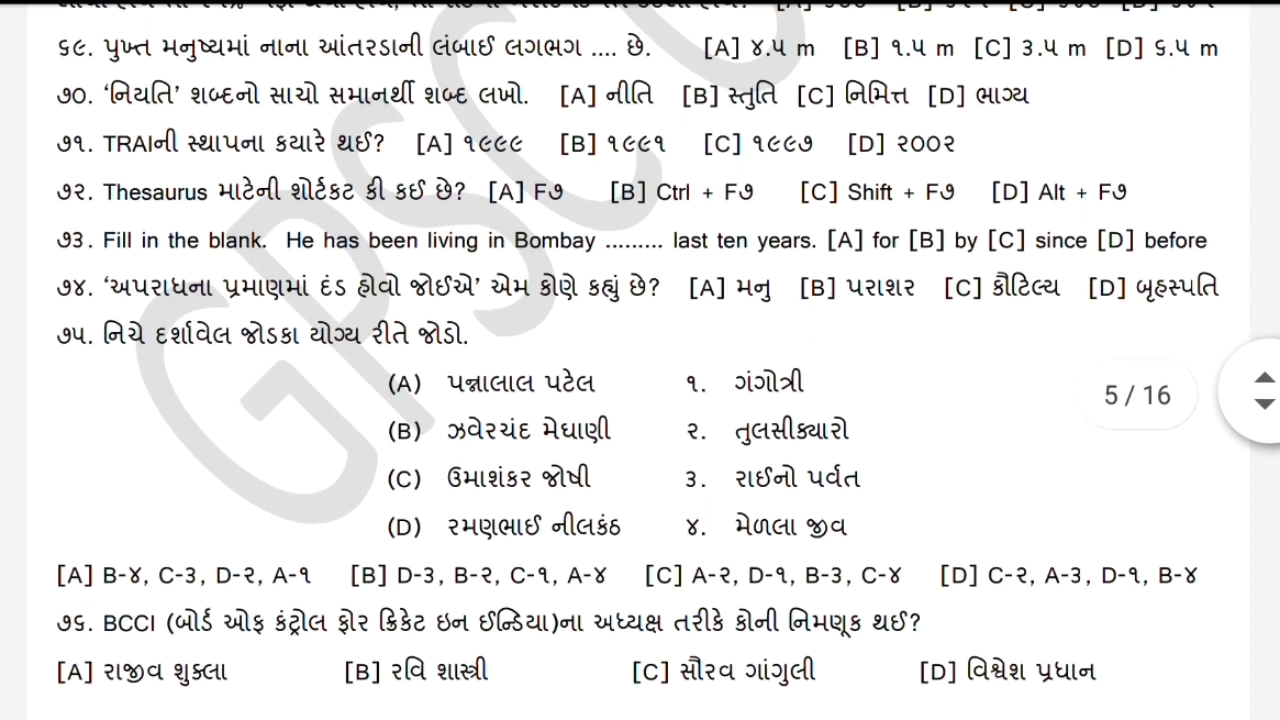 ૬૯. પુખ્ત મનુષ્યમાં નાના આંતરડાની લંબાઈ લગભગ .... છે. [A] ૪.૫ m [B] ૧.૫ m [C] ૩.૫ m [D] ૬.૫ m
૭૦. ‘નિયતિ’ શબ્દનો સાચો સમાનર્થી શબ્દ લખો. [A] નીતિ [B] સ્તુતિ [C] નિમિત્ત [D] ભાગ્ય
૭૧. TRAIની સ્થાપના કયારે થઈ? [A] ૧૯૯૯ [B] ૧૯૯૧ [C] ૧૯૯૭ [D] ૨૦૦૨
૭૨. Thesaurus માટેની શોર્ટકટ કી કઈ છે? [A] F૭ [B] Ctrl + F૭ [C] Shift + F૭ [D] Alt + F૭
૭૩. Fill in the blank. He has been living in Bombay ......... last ten years. [A] for [B] by [C] since [D] before
૭૪. ‘અપરાધના પ્રમાણમાં દંડ હોવો જોઈએ’ એમ કોણે કહ્યું છે? [A] મનુ [B] પરાશર [C] કૌટિલ્ય [D] બૃહસ્પતિ
૭૫. નિચે દર્શાવેલ જોડકા યોગ્ય રીતે જોડો.
(A) પન્નાલાલ પટેલ ૧. ગંગોત્રી
5 / 16
(B) ઝવેરચંદ મેઘાણી ૨. તુલસીક્યારો
(C) ઉમાશંકર જોષી ૩. રાઈનો પર્વત
(D) રમણભાઈ નીલકંઠ ૪. મેળલા જીવ
[A] B-૪, C-૩, D-૨, A-૧ [B] D-૩, B-૨, C-૧, A-૪ [C] A-૨, D-૧, B-૩, C-૪ [D] C-૨, A-૩, D-૧, B-૪
૭૬. BCCI (બોર્ડ ઓફ કંટ્રોલ ફોર ક્રિકેટ ઇન ઈન્ડિયા)ના અધ્યક્ષ તરીકે કોની નિમણૂક થઈ?
[A] રાજીવ શુક્લા [B] રવિ શાસ્ત્રી [C] સૌરવ ગાંગુલી [D] વિશ્વેશ પ્રધાન